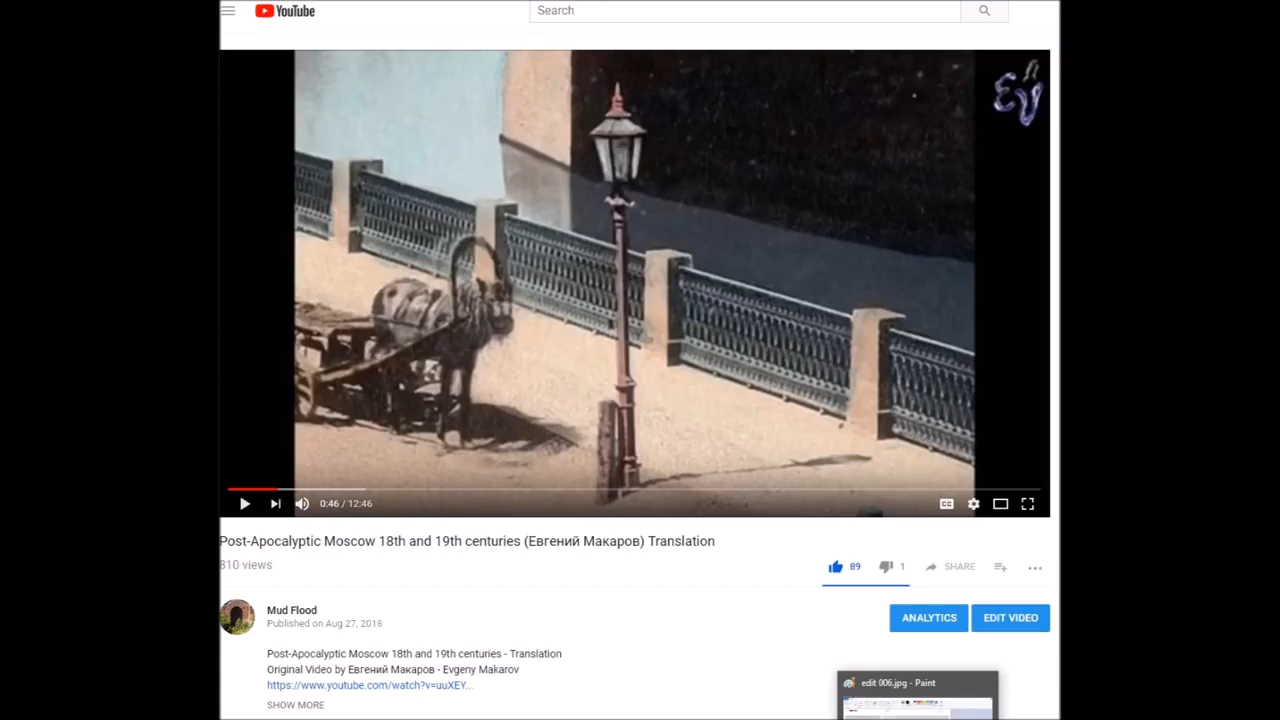 YouTube
Search
0:46 / 12:46
Post-Apocalyptic Moscow 18th and 19th centuries (Евгений Макаров) Translation
810 views
89
1
SHARE
Mud Flood
Published on Aug 27, 2018
ANALYTICS
EDIT VIDEO
Post-Apocalyptic Moscow 18th and 19th centuries - Translation
Original Video by Евгений Макаров - Evgeny Makarov
https://www.youtube.com/watch?v=uuXEY...
SHOW MORE
edit 006.jpg - Paint